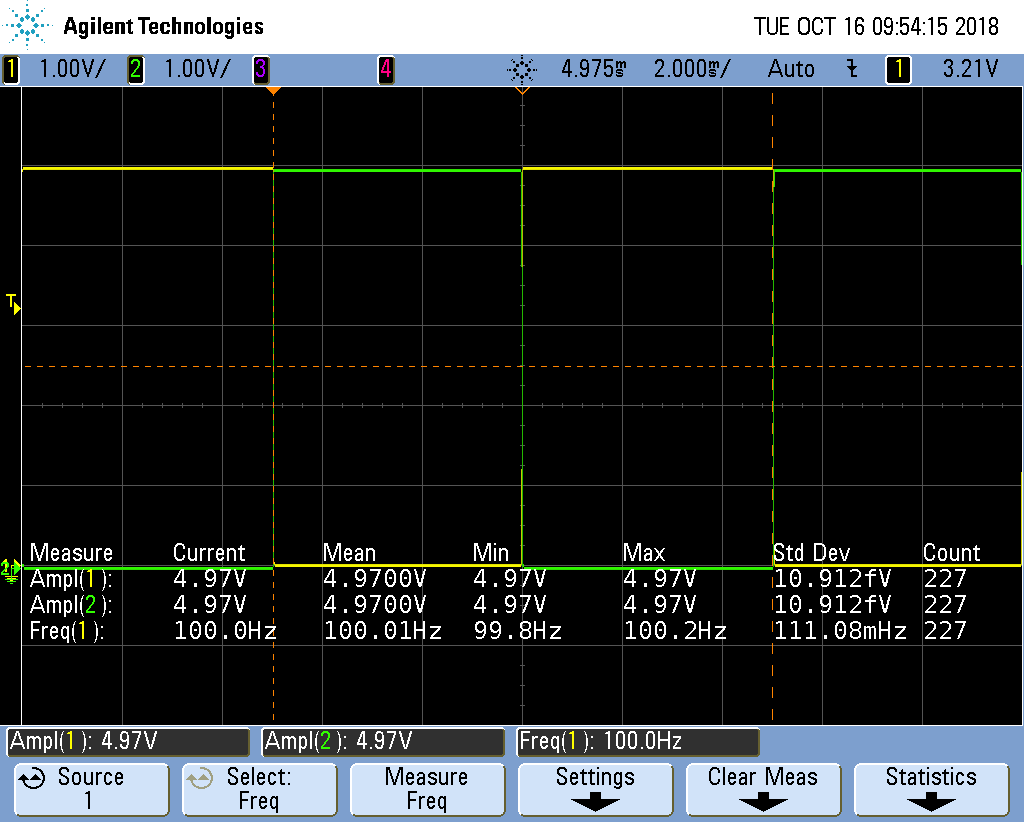 Agilent Technologies TUE OCT 16 09:54:15 2018
1 1.00V/ 2 1.00V/ 3 4 4.975ms 2.000ms/ Auto 1 3.21V
T
Measure Current Mean Min Max Std Dev Count
Ampl(1): 4.97V 4.9700V 4.97V 4.97V 10.912fV 227
Ampl(2): 4.97V 4.9700V 4.97V 4.97V 10.912fV 227
Freq(1): 100.0Hz 100.01Hz 99.8Hz 100.2Hz 111.08mHz 227
Ampl(1): 4.97V Ampl(2): 4.97V Freq(1): 100.0Hz
Source Select: Measure Settings Clear Meas Statistics
1 Freq Freq